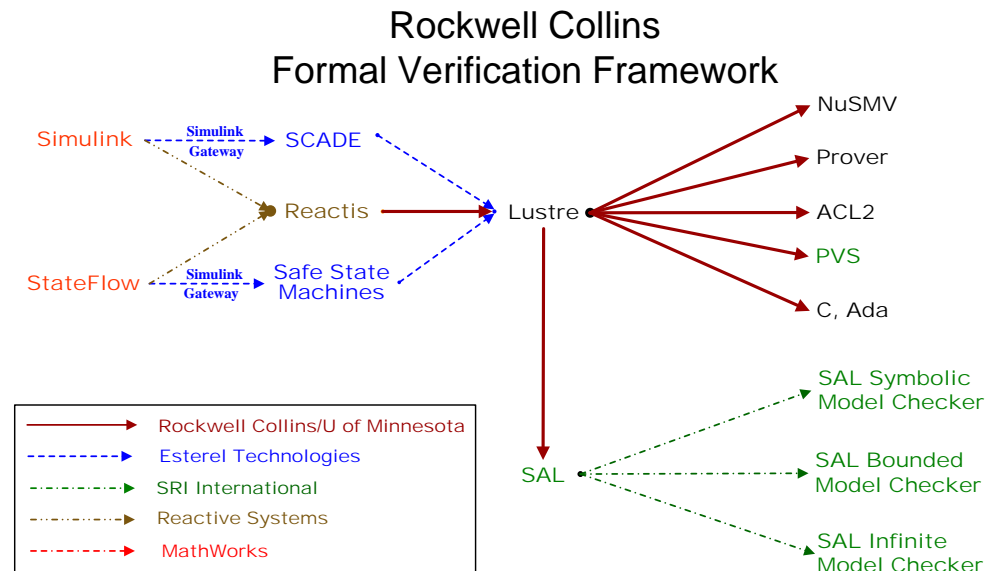 Rockwell Collins
Formal Verification Framework
Simulink
Simulink
Gateway
SCADE
Reactis
StateFlow
Simulink
Gateway
Safe State
Machines
Lustre
NuSMV
Prover
ACL2
PVS
C, Ada
SAL
SAL Symbolic
Model Checker
SAL Bounded
Model Checker
SAL Infinite
Model Checker
Rockwell Collins/U of Minnesota
Esterel Technologies
SRI International
Reactive Systems
MathWorks